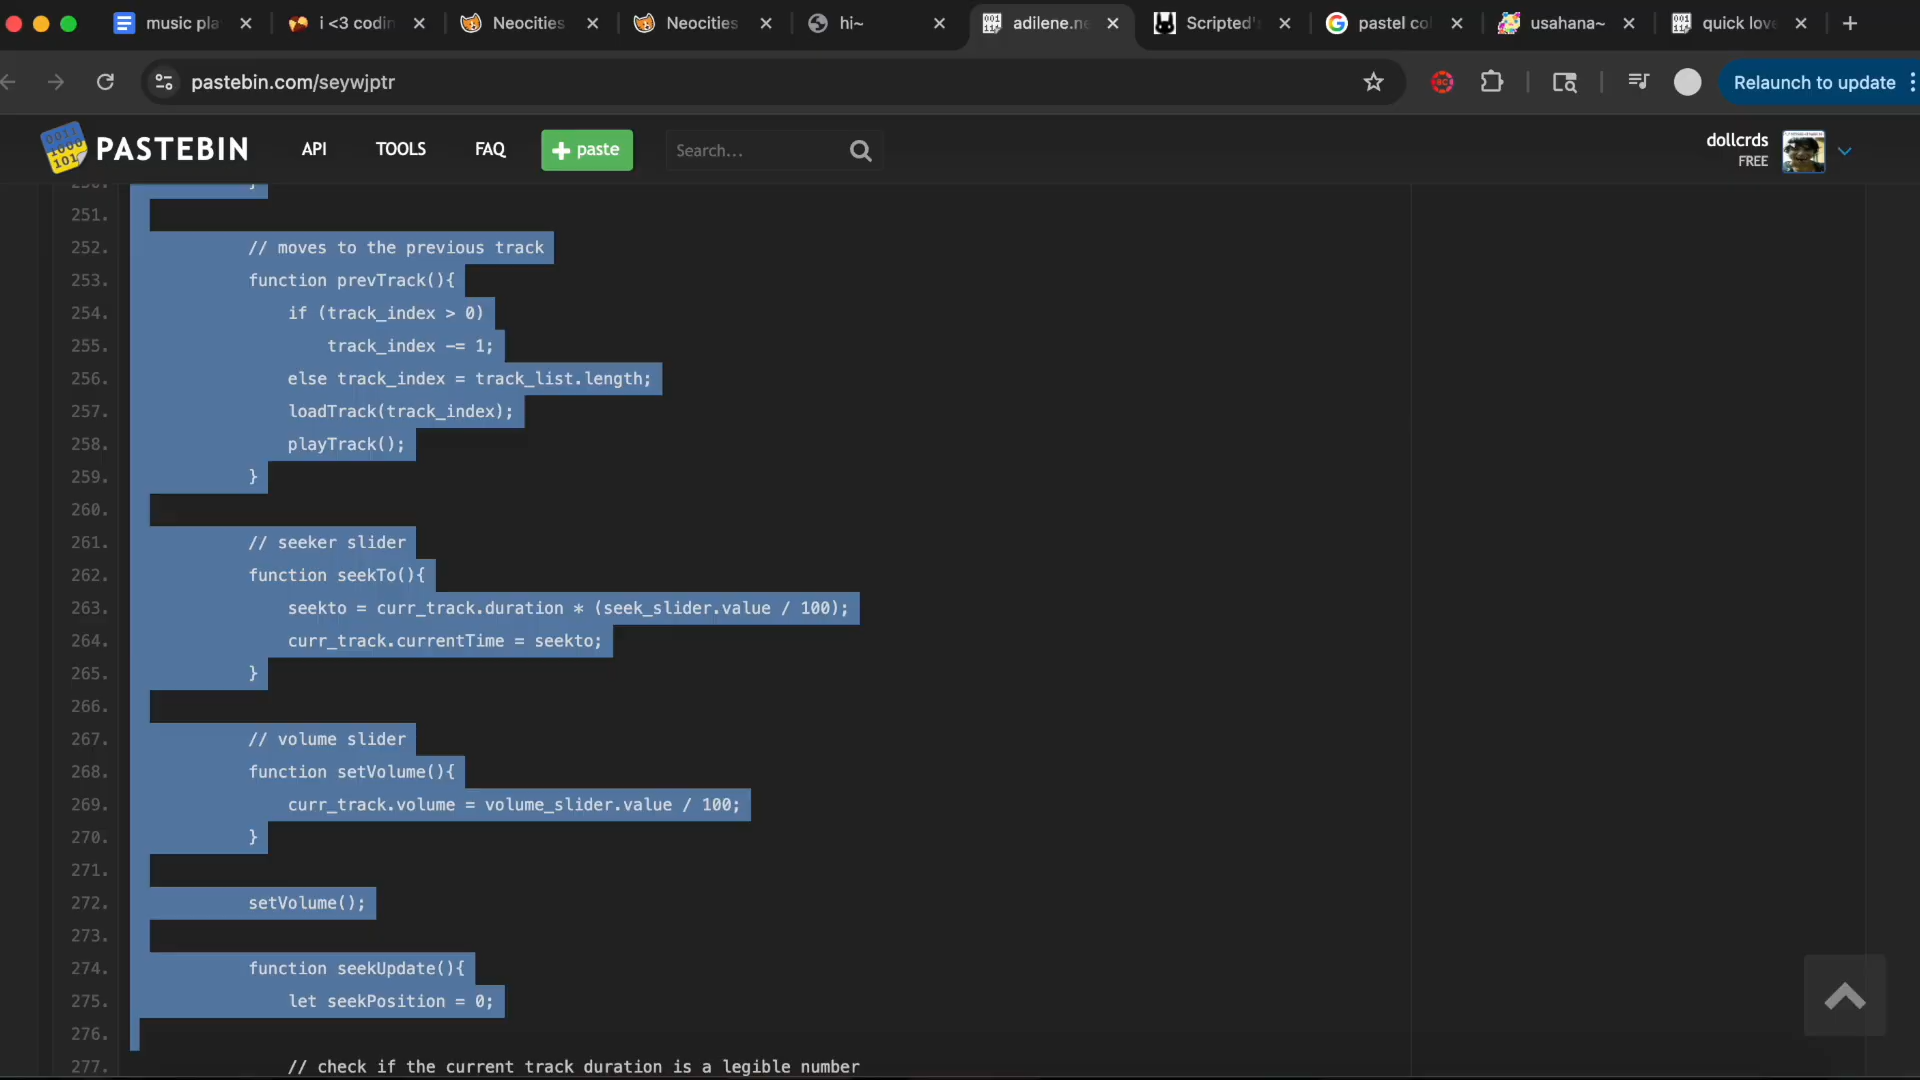 music pla
i <3 codin
Neocities
Neocities
hi~
adilene.ne
Scripted'
pastel co
usahana~
quick love
pastebin.com/seywjptr
Relaunch to update
PASTEBIN
API
TOOLS
FAQ
+ paste
Search...
dollcrds
FREE
250. }
251.
252. // moves to the previous track
253. function prevTrack(){
254. if (track_index > 0)
255. track_index -= 1;
256. else track_index = track_list.length;
257. loadTrack(track_index);
258. playTrack();
259. }
260.
261. // seeker slider
262. function seekTo(){
263. seekto = curr_track.duration * (seek_slider.value / 100);
264. curr_track.currentTime = seekto;
265. }
266.
267. // volume slider
268. function setVolume(){
269. curr_track.volume = volume_slider.value / 100;
270. }
271.
272. setVolume();
273.
274. function seekUpdate(){
275. let seekPosition = 0;
276.
277. // check if the current track duration is a legible number